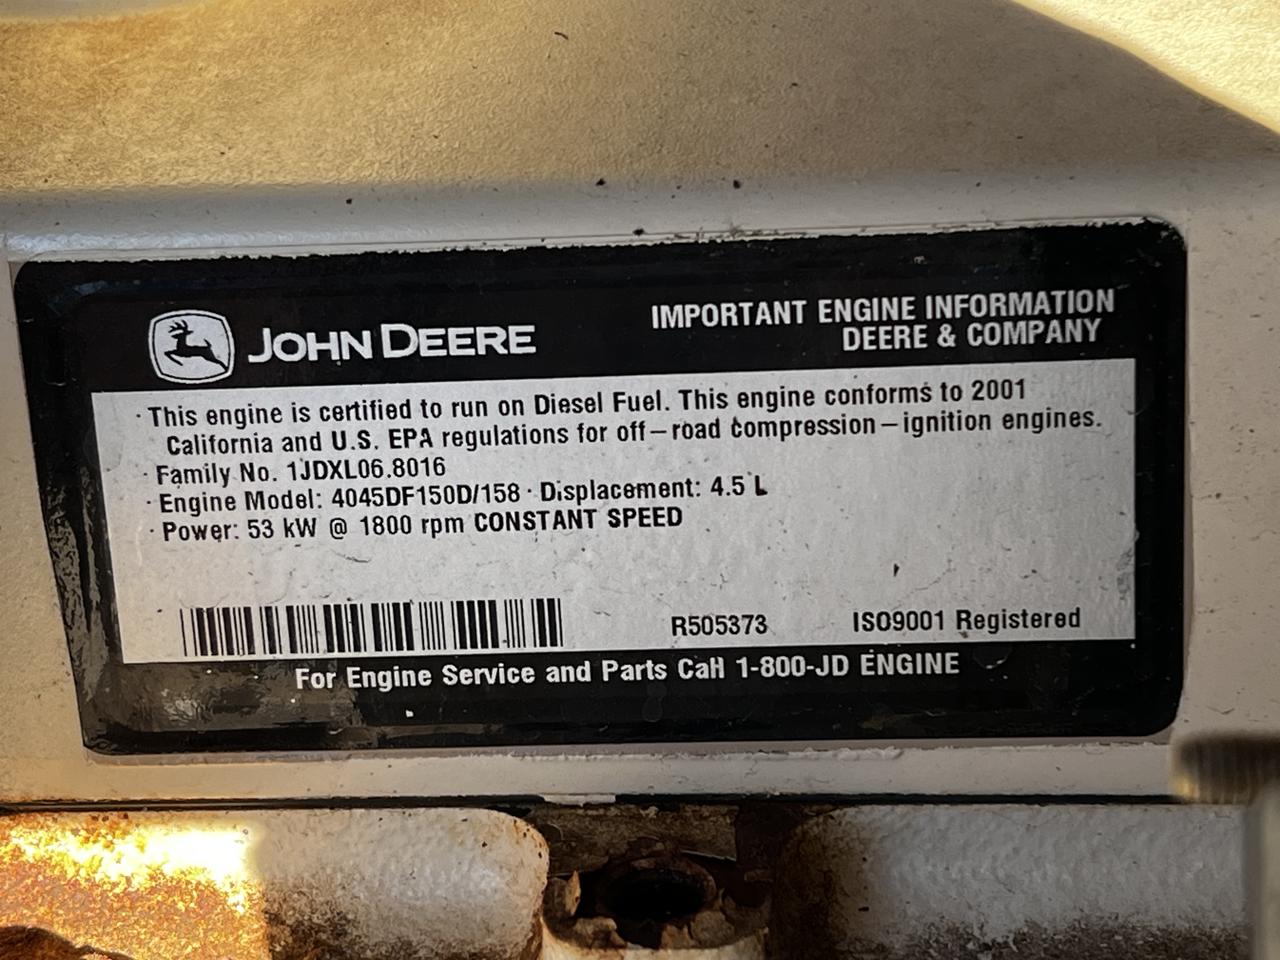 JOHN DEERE
IMPORTANT ENGINE INFORMATION
DEERE & COMPANY
· This engine is certified to run on Diesel Fuel. This engine conforms to 2001
California and U.S. EPA regulations for off-road compression-ignition engines.
· Family No. 1JDXL06.8016
· Engine Model: 4045DF150D/158 · Displacement: 4.5 L
· Power: 53 kW @ 1800 rpm CONSTANT SPEED
R505373
ISO9001 Registered
For Engine Service and Parts Call 1-800-JD ENGINE